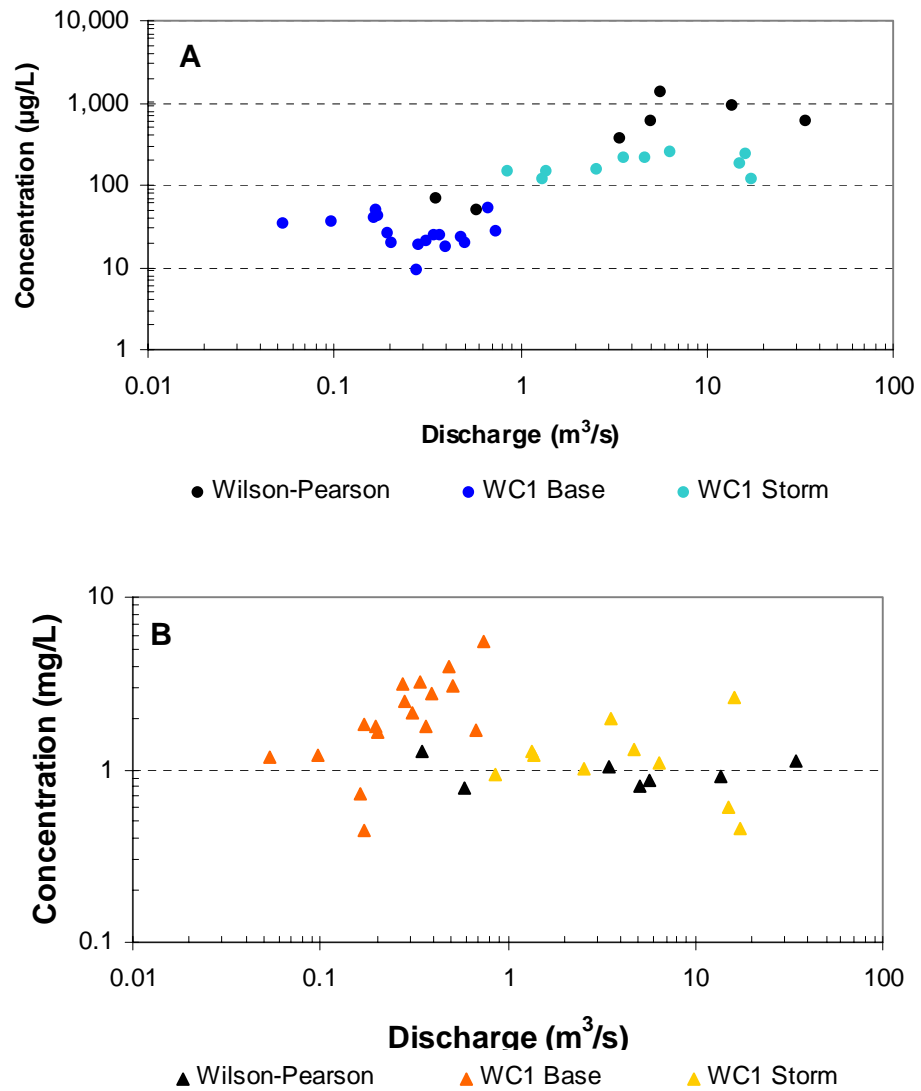 10,000
A
1,000
100
10
1
0.01 0.1 1 10 100
Concentration (µg/L)
Discharge (m³/s)
Wilson-Pearson WC1 Base WC1 Storm
10
B
1
0.1
0.01 0.1 1 10 100
Concentration (mg/L)
Discharge (m³/s)
Wilson-Pearson WC1 Base WC1 Storm